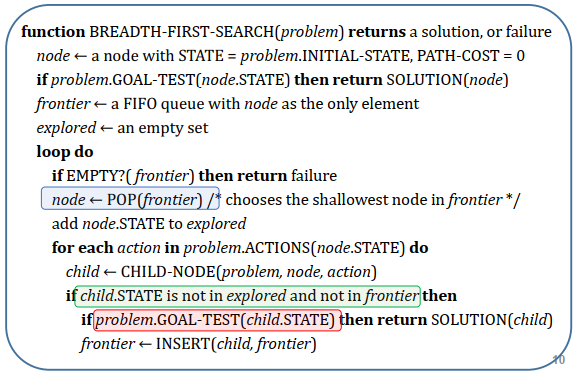 function BREADTH-FIRST-SEARCH(problem) returns a solution, or failure
node ← a node with STATE = problem.INITIAL-STATE, PATH-COST = 0
if problem.GOAL-TEST(node.STATE) then return SOLUTION(node)
frontier ← a FIFO queue with node as the only element
explored ← an empty set
loop do
if EMPTY?( frontier) then return failure
node ← POP(frontier) /* chooses the shallowest node in frontier */
add node.STATE to explored
for each action in problem.ACTIONS(node.STATE) do
child ← CHILD-NODE(problem, node, action)
if child.STATE is not in explored and not in frontier then
if problem.GOAL-TEST(child.STATE) then return SOLUTION(child)
frontier ← INSERT(child, frontier)
10